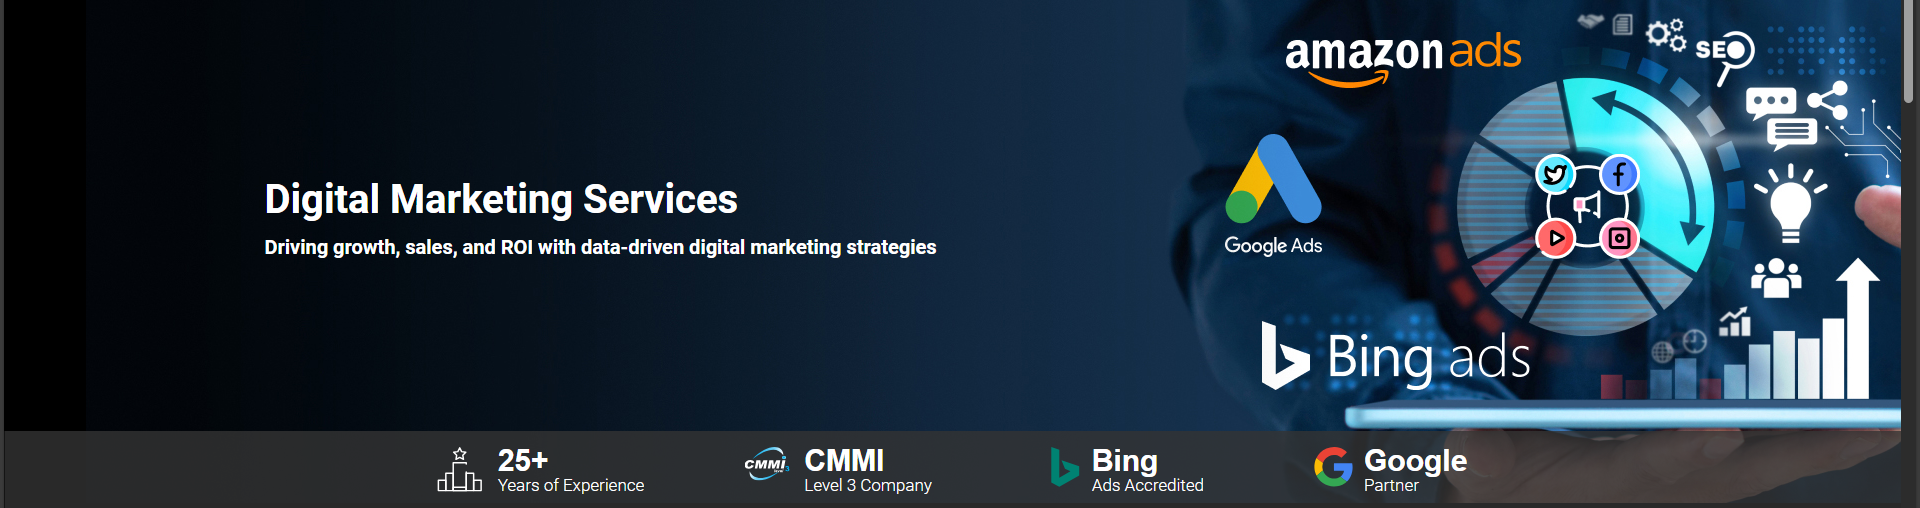 amazon ads
SEO
Digital Marketing Services
Driving growth, sales, and ROI with data-driven digital marketing strategies
Google Ads
Bing ads
25+
Years of Experience
CMMI 3
CMMI
Level 3 Company
Bing
Ads Accredited
Google
Partner